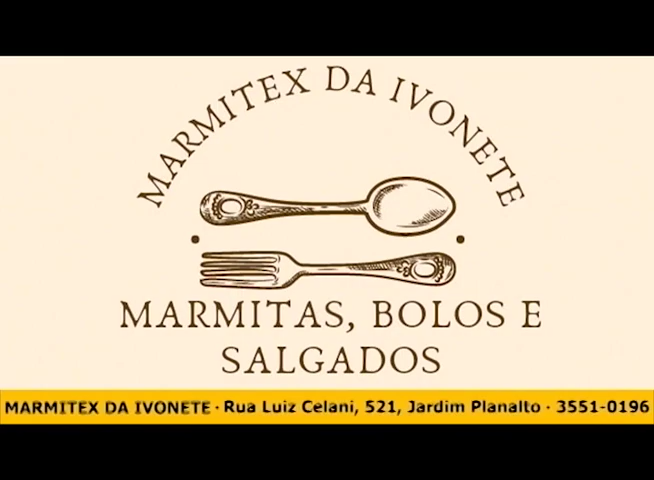 MARMITEX DA IVONETE
MARMITAS, BOLOS E
SALGADOS
MARMITEX DA IVONETE · Rua Luiz Celani, 521, Jardim Planalto · 3551-0196